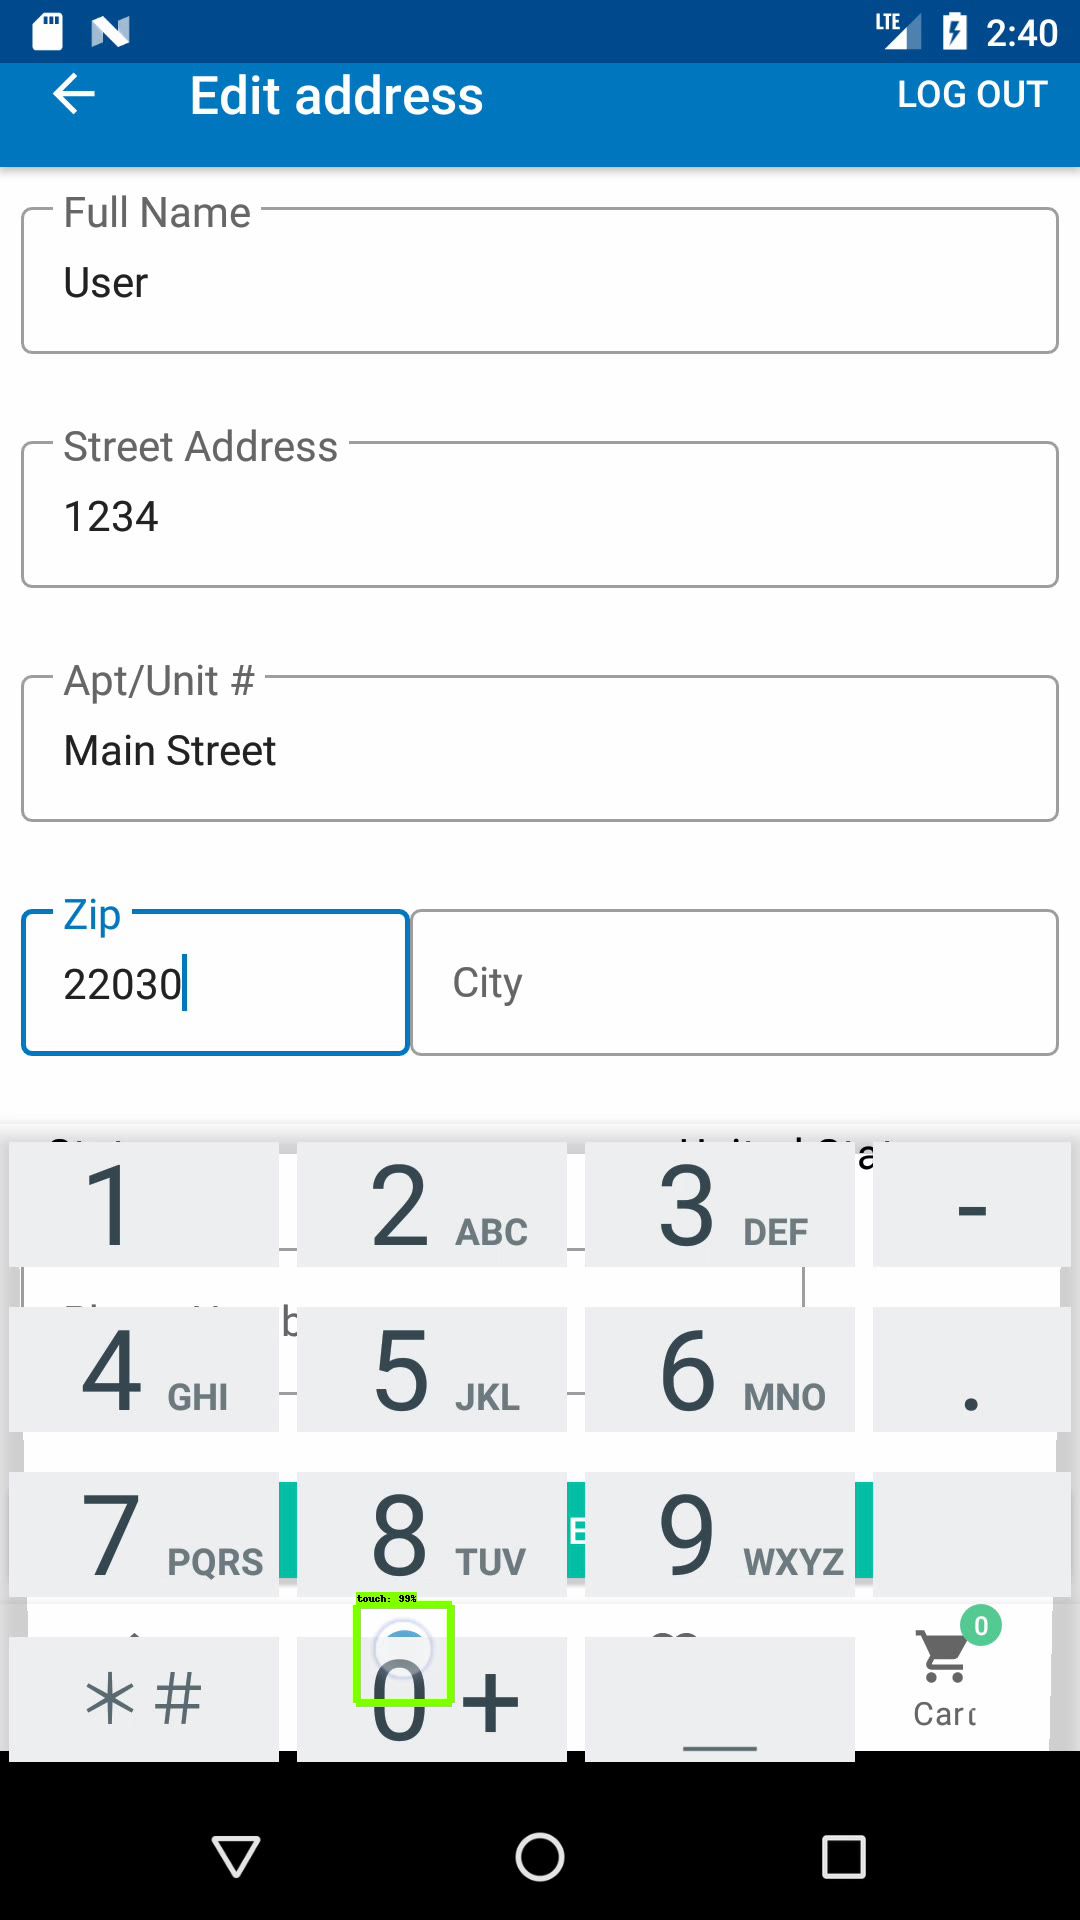 LTE 2:40
Edit address LOG OUT
Full Name
User
Street Address
1234
Apt/Unit #
Main Street
Zip
22030
City
1 2 ABC 3 DEF -
4 GHI 5 JKL 6 MNO .
7 PQRS 8 TUV 9 WXYZ
touch: 99%
0
* # 0 +